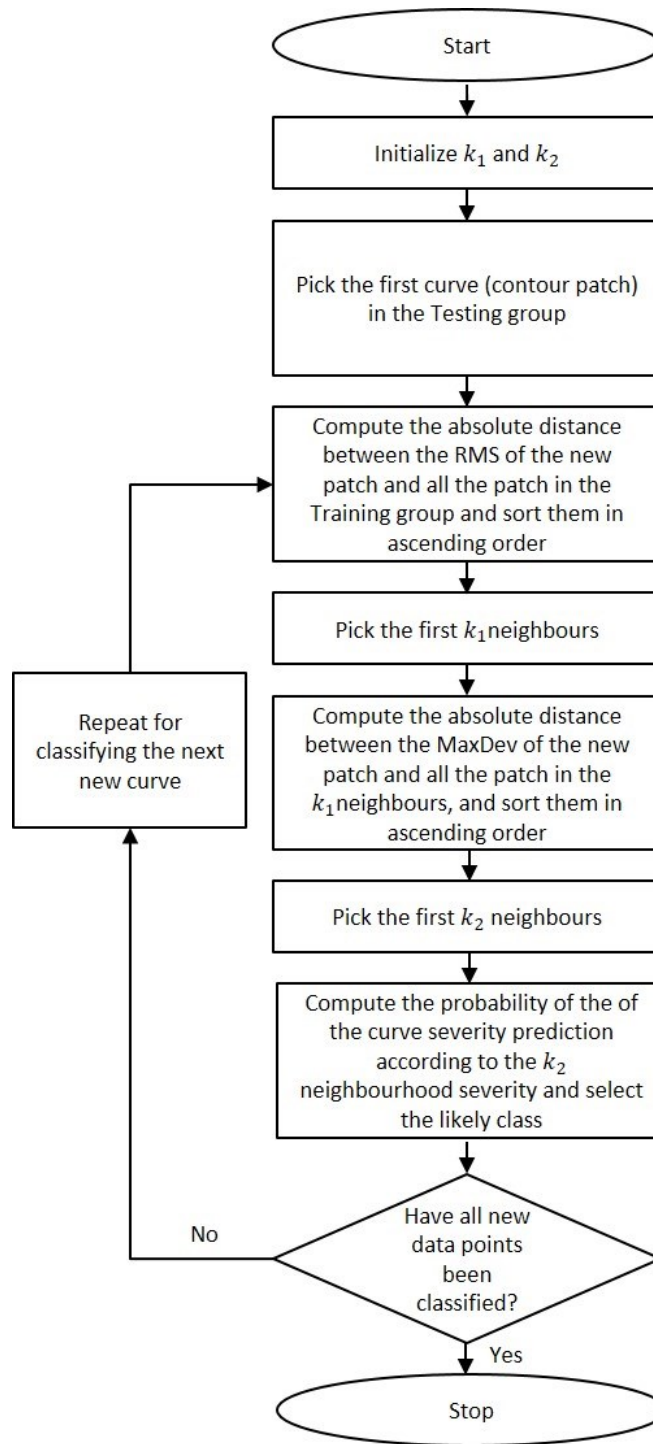 Start
Initialize k₁ and k₂
Pick the first curve (contour patch)
in the Testing group
Compute the absolute distance
between the RMS of the new
patch and all the patch in the
Training group and sort them in
ascending order
Pick the first k₁neighbours
Repeat for
classifying the next
new curve
Compute the absolute distance
between the MaxDev of the new
patch and all the patch in the
k₁neighbours, and sort them in
ascending order
Pick the first k₂ neighbours
Compute the probability of the of
the curve severity prediction
according to the k₂
neighbourhood severity and select
the likely class
No
Have all new
data points
been
classified?
Yes
Stop